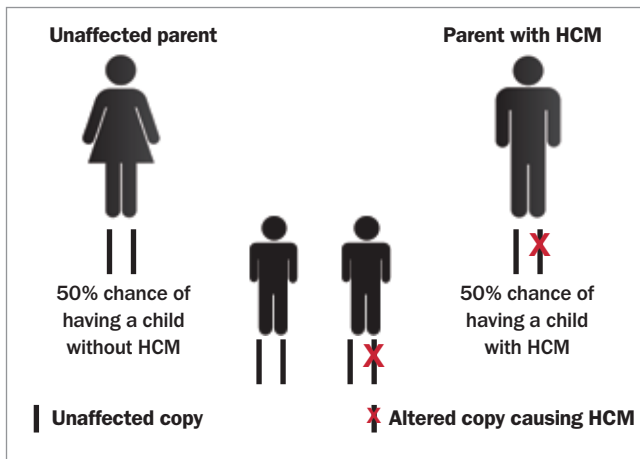 Unaffected parent
Parent with HCM
50% chance of
having a child
without HCM
50% chance of
having a child
with HCM
Unaffected copy
Altered copy causing HCM